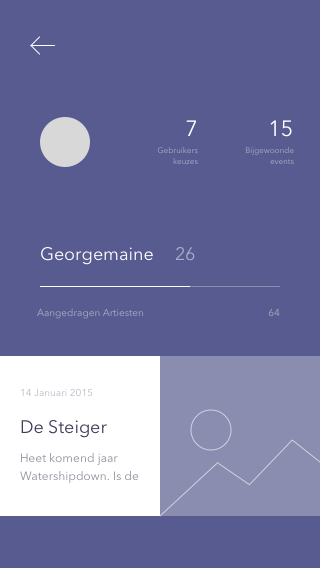 7 15
Gebruikers keuzes
Bijgewoonde events
Georgemaine 26
Aangedragen Artiesten 64
14 Januari 2015
De Steiger
Heet komend jaar
Watershipdown. Is de